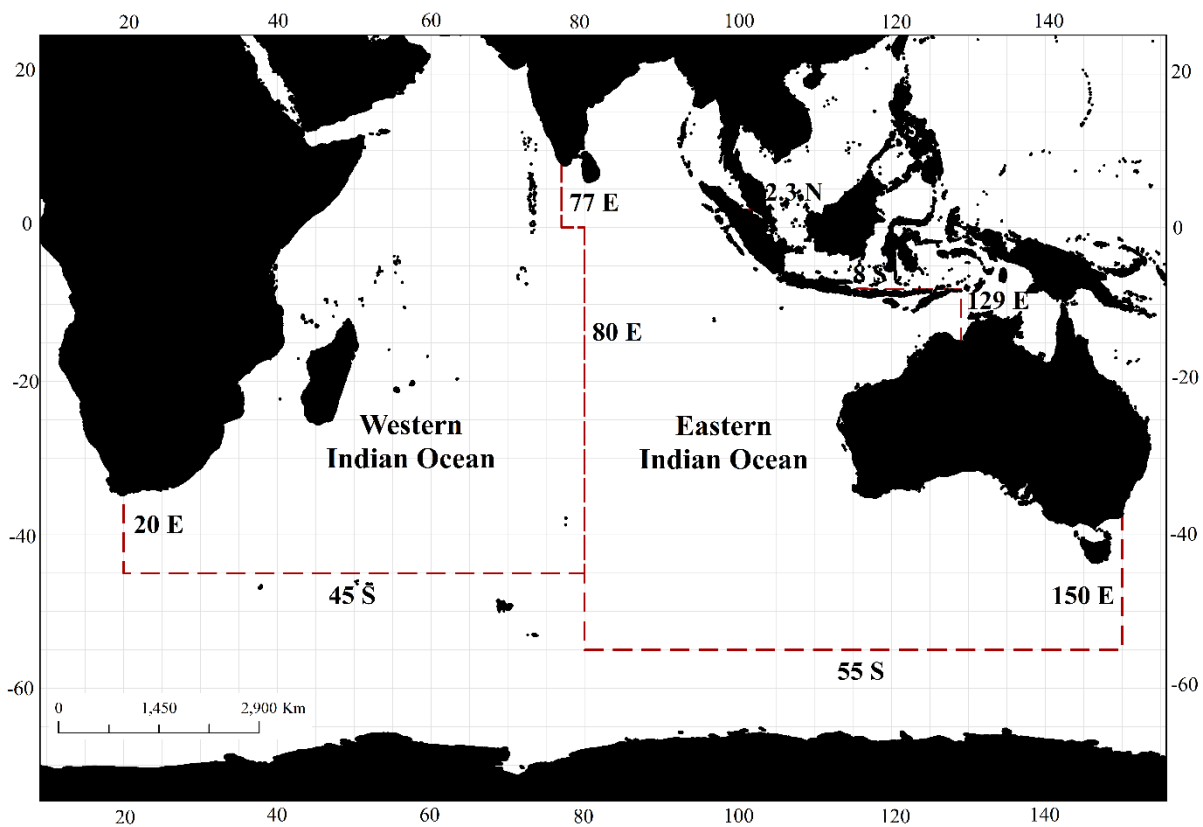 20 40 60 80 100 120 140
20 20
2.3 N
77 E
0 0
8 S
129 E
80 E
-20 -20
Western Eastern
Indian Ocean Indian Ocean
20 E
-40 -40
45 S 150 E
55 S
-60 -60
0 1,450 2,900 Km
20 40 60 80 100 120 140